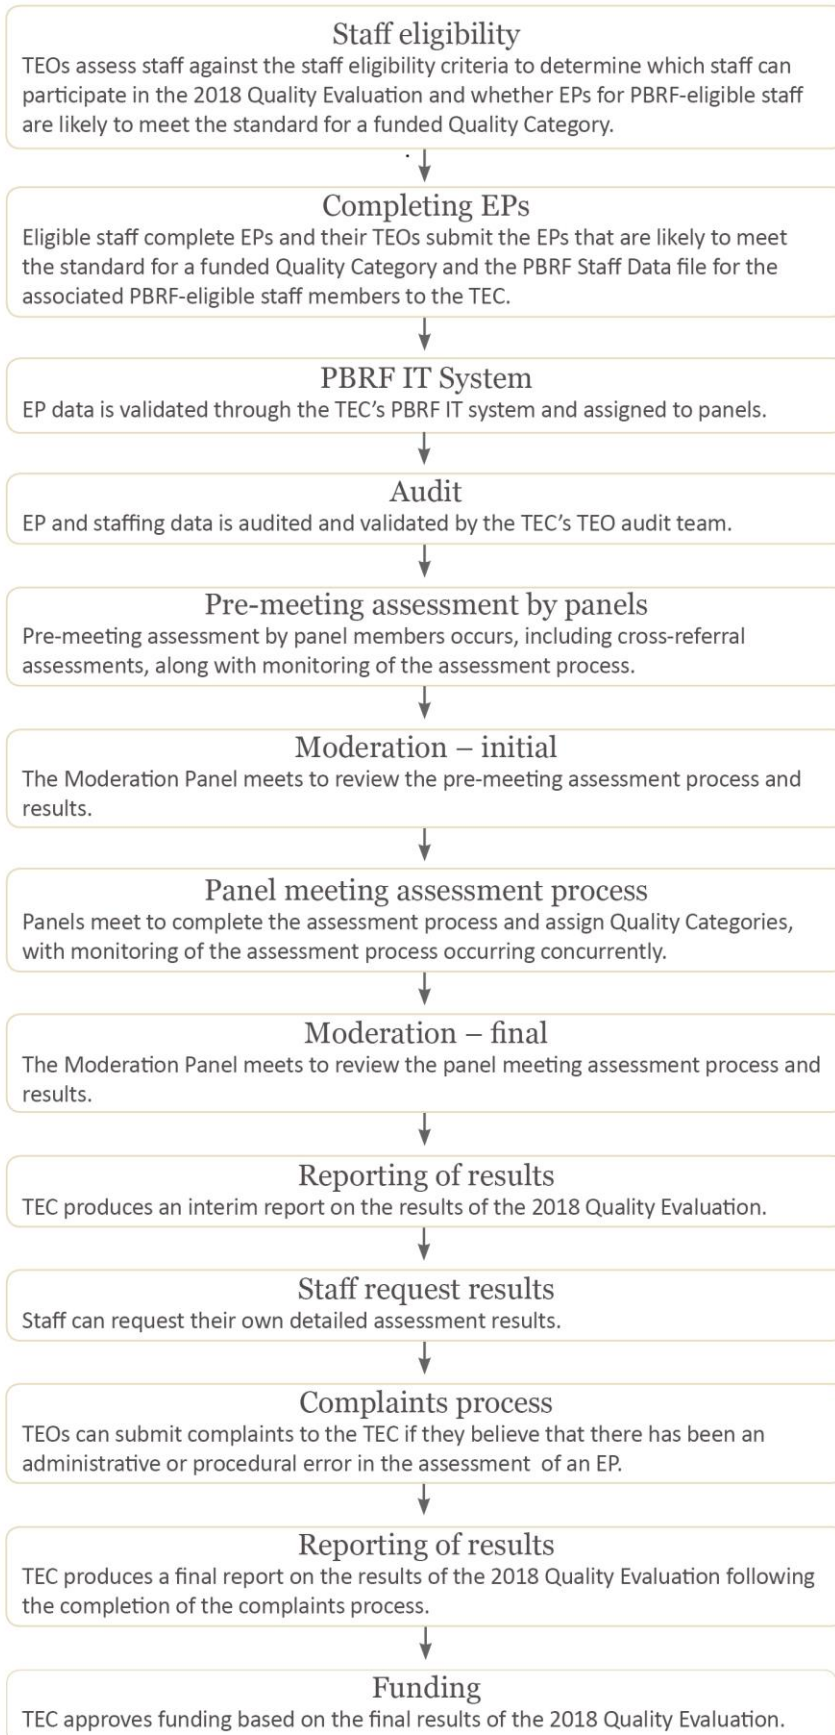 Staff eligibility
TEOs assess staff against the staff eligibility criteria to determine which staff can
participate in the 2018 Quality Evaluation and whether EPs for PBRF-eligible staff
are likely to meet the standard for a funded Quality Category.
Completing EPs
Eligible staff complete EPs and their TEOs submit the EPs that are likely to meet
the standard for a funded Quality Category and the PBRF Staff Data file for the
associated PBRF-eligible staff members to the TEC.
PBRF IT System
EP data is validated through the TEC’s PBRF IT system and assigned to panels.
Audit
EP and staffing data is audited and validated by the TEC’s TEO audit team.
Pre-meeting assessment by panels
Pre-meeting assessment by panel members occurs, including cross-referral
assessments, along with monitoring of the assessment process.
Moderation – initial
The Moderation Panel meets to review the pre-meeting assessment process and
results.
Panel meeting assessment process
Panels meet to complete the assessment process and assign Quality Categories,
with monitoring of the assessment process occurring concurrently.
Moderation – final
The Moderation Panel meets to review the panel meeting assessment process and
results.
Reporting of results
TEC produces an interim report on the results of the 2018 Quality Evaluation.
Staff request results
Staff can request their own detailed assessment results.
Complaints process
TEOs can submit complaints to the TEC if they believe that there has been an
administrative or procedural error in the assessment of an EP.
Reporting of results
TEC produces a final report on the results of the 2018 Quality Evaluation following
the completion of the complaints process.
Funding
TEC approves funding based on the final results of the 2018 Quality Evaluation.